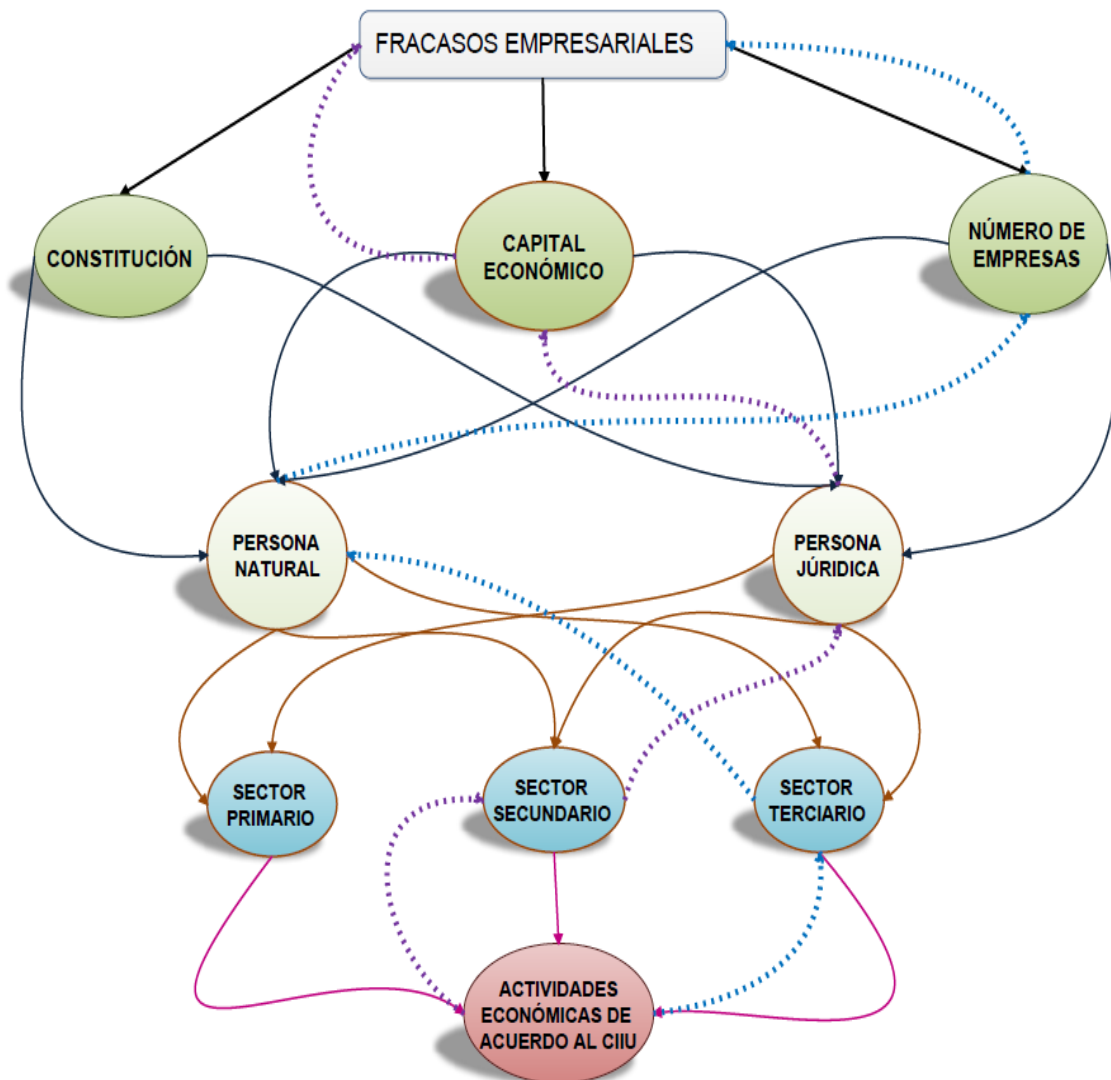 FRACASOS EMPRESARIALES
CONSTITUCIÓN
CAPITAL
ECONÓMICO
NÚMERO DE
EMPRESAS
PERSONA
NATURAL
PERSONA
JÚRIDICA
SECTOR
PRIMARIO
SECTOR
SECUNDARIO
SECTOR
TERCIARIO
ACTIVIDADES
ECONÓMICAS DE
ACUERDO AL CIIU